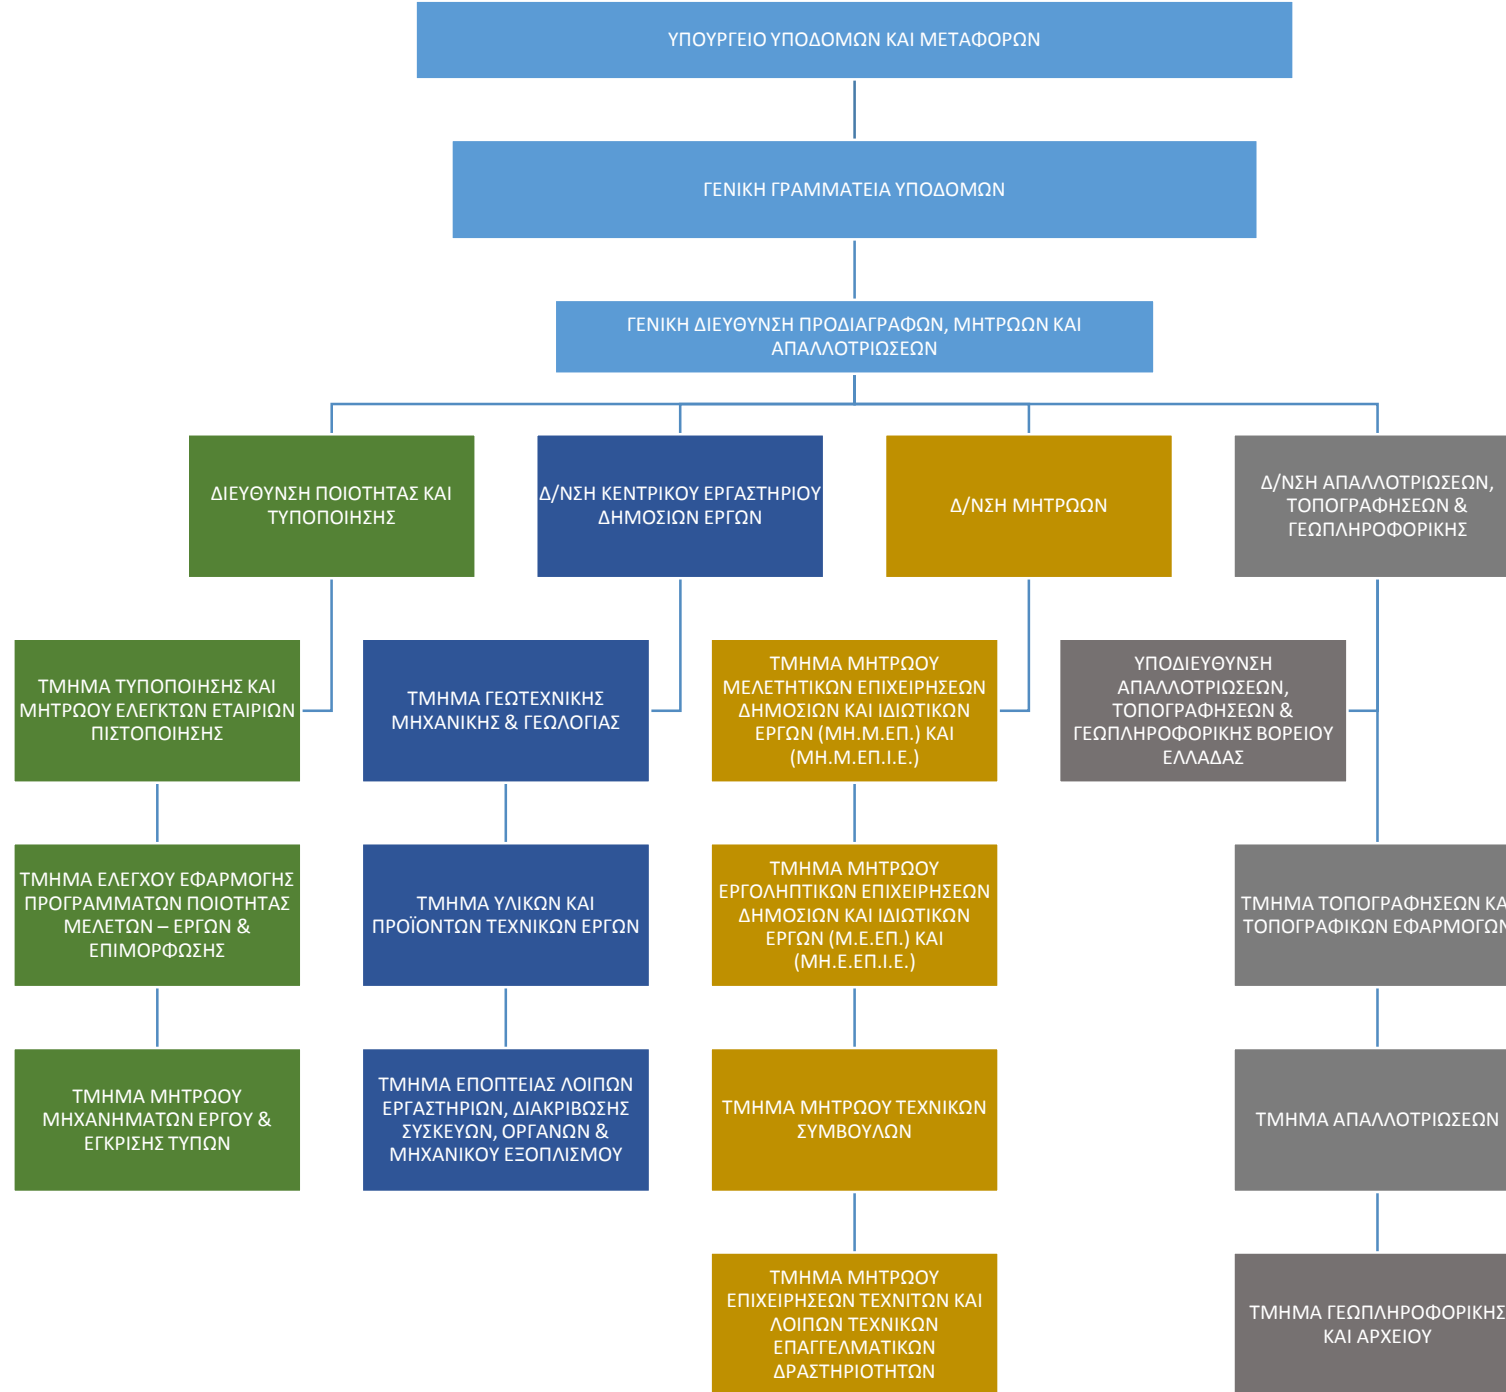 ΥΠΟΥΡΓΕΙΟ ΥΠΟΔΟΜΩΝ ΚΑΙ ΜΕΤΑΦΟΡΩΝ
ΓΕΝΙΚΗ ΓΡΑΜΜΑΤΕΙΑ ΥΠΟΔΟΜΩΝ
ΓΕΝΙΚΗ ΔΙΕΥΘΥΝΣΗ ΠΡΟΔΙΑΓΡΑΦΩΝ, ΜΗΤΡΩΩΝ ΚΑΙ
ΑΠΑΛΛΟΤΡΙΩΣΕΩΝ
ΔΙΕΥΘΥΝΣΗ ΠΟΙΟΤΗΤΑΣ ΚΑΙ
ΤΥΠΟΠΟΙΗΣΗΣ
Δ/ΝΣΗ ΚΕΝΤΡΙΚΟΥ ΕΡΓΑΣΤΗΡΙΟΥ
ΔΗΜΟΣΙΩΝ ΕΡΓΩΝ
Δ/ΝΣΗ ΜΗΤΡΩΩΝ
Δ/ΝΣΗ ΑΠΑΛΛΟΤΡΙΩΣΕΩΝ,
ΤΟΠΟΓΡΑΦΗΣΕΩΝ &
ΓΕΩΠΛΗΡΟΦΟΡΙΚΗΣ
ΤΜΗΜΑ ΤΥΠΟΠΟΙΗΣΗΣ ΚΑΙ
ΜΗΤΡΩΟΥ ΕΛΕΓΚΤΩΝ ΕΤΑΙΡΙΩΝ
ΠΙΣΤΟΠΟΙΗΣΗΣ
ΤΜΗΜΑ ΓΕΩΤΕΧΝΙΚΗΣ
ΜΗΧΑΝΙΚΗΣ & ΓΕΩΛΟΓΙΑΣ
ΤΜΗΜΑ ΜΗΤΡΩΟΥ
ΜΕΛΕΤΗΤΙΚΩΝ ΕΠΙΧΕΙΡΗΣΕΩΝ
ΔΗΜΟΣΙΩΝ ΚΑΙ ΙΔΙΩΤΙΚΩΝ
ΕΡΓΩΝ (ΜΗ.Μ.ΕΠ.) ΚΑΙ
(ΜΗ.Μ.ΕΠ.Ι.Ε.)
ΥΠΟΔΙΕΥΘΥΝΣΗ
ΑΠΑΛΛΟΤΡΙΩΣΕΩΝ,
ΤΟΠΟΓΡΑΦΗΣΕΩΝ &
ΓΕΩΠΛΗΡΟΦΟΡΙΚΗΣ ΒΟΡΕΙΟΥ
ΕΛΛΑΔΑΣ
ΤΜΗΜΑ ΕΛΕΓΧΟΥ ΕΦΑΡΜΟΓΗΣ
ΠΡΟΓΡΑΜΜΑΤΩΝ ΠΟΙΟΤΗΤΑΣ
ΜΕΛΕΤΩΝ – ΕΡΓΩΝ &
ΕΠΙΜΟΡΦΩΣΗΣ
ΤΜΗΜΑ ΥΛΙΚΩΝ ΚΑΙ
ΠΡΟΪΟΝΤΩΝ ΤΕΧΝΙΚΩΝ ΕΡΓΩΝ
ΤΜΗΜΑ ΜΗΤΡΩΟΥ
ΕΡΓΟΛΗΠΤΙΚΩΝ ΕΠΙΧΕΙΡΗΣΕΩΝ
ΔΗΜΟΣΙΩΝ ΚΑΙ ΙΔΙΩΤΙΚΩΝ
ΕΡΓΩΝ (Μ.Ε.ΕΠ.) ΚΑΙ
(ΜΗ.Ε.ΕΠ.Ι.Ε.)
ΤΜΗΜΑ ΤΟΠΟΓΡΑΦΗΣΕΩΝ ΚΑ
ΤΟΠΟΓΡΑΦΙΚΩΝ ΕΦΑΡΜΟΓΩΝ
ΤΜΗΜΑ ΜΗΤΡΩΟΥ
ΜΗΧΑΝΗΜΑΤΩΝ ΕΡΓΟΥ &
ΕΓΚΡΙΣΗΣ ΤΥΠΩΝ
ΤΜΗΜΑ ΕΠΟΠΤΕΙΑΣ ΛΟΙΠΩΝ
ΕΡΓΑΣΤΗΡΙΩΝ, ΔΙΑΚΡΙΒΩΣΗΣ
ΣΥΣΚΕΥΩΝ, ΟΡΓΑΝΩΝ &
ΜΗΧΑΝΙΚΟΥ ΕΞΟΠΛΙΣΜΟΥ
ΤΜΗΜΑ ΜΗΤΡΩΟΥ ΤΕΧΝΙΚΩΝ
ΣΥΜΒΟΥΛΩΝ
ΤΜΗΜΑ ΑΠΑΛΛΟΤΡΙΩΣΕΩΝ
ΤΜΗΜΑ ΜΗΤΡΩΟΥ
ΕΠΙΧΕΙΡΗΣΕΩΝ ΤΕΧΝΙΤΩΝ ΚΑΙ
ΛΟΙΠΩΝ ΤΕΧΝΙΚΩΝ
ΕΠΑΓΓΕΛΜΑΤΙΚΩΝ
ΔΡΑΣΤΗΡΙΟΤΗΤΩΝ
ΤΜΗΜΑ ΓΕΩΠΛΗΡΟΦΟΡΙΚΗΣ
ΚΑΙ ΑΡΧΕΙΟΥ